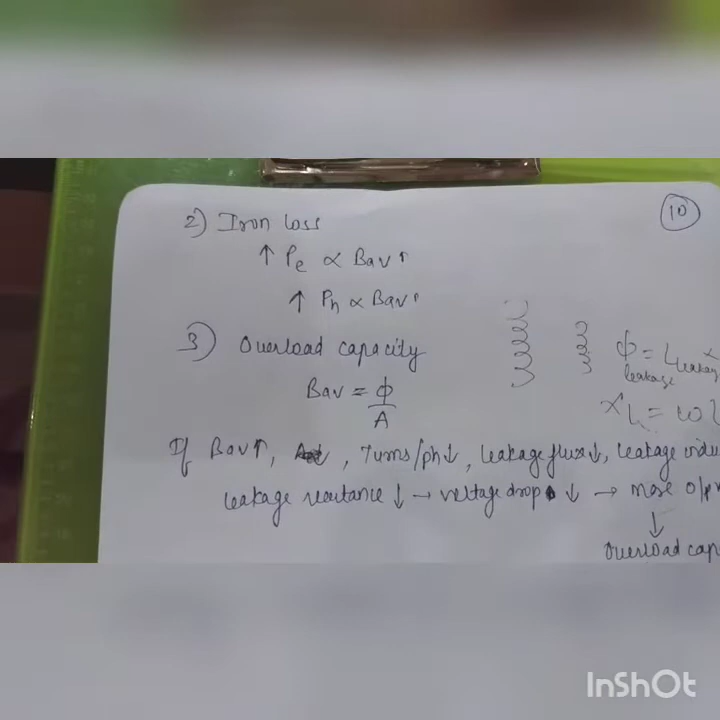 10
2) Iron loss
↑ Pe ∝ Bav ↑
↑ Ph ∝ Bav ↑
3) Overload capacity
Bav = ϕ/A
ϕ leakage = L leakag
X L = ω
If Bav↑, , Turns/ph↓, leakage flux↓, leakage indu
leakage reactance ↓ → voltage drop ↓ → more o/p
↓
overload cap
InShOt